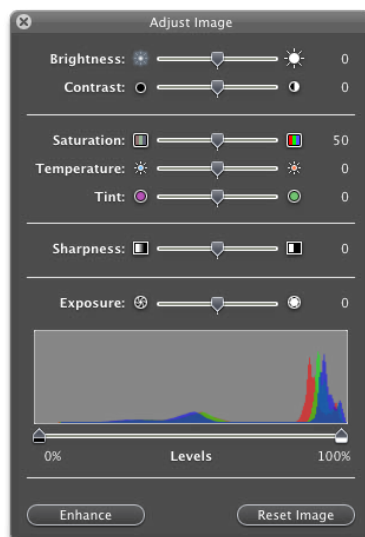 Adjust Image
Brightness: 0
Contrast: 0
Saturation: 50
Temperature: 0
Tint: 0
Sharpness: 0
Exposure: 0
0% Levels 100%
Enhance Reset Image